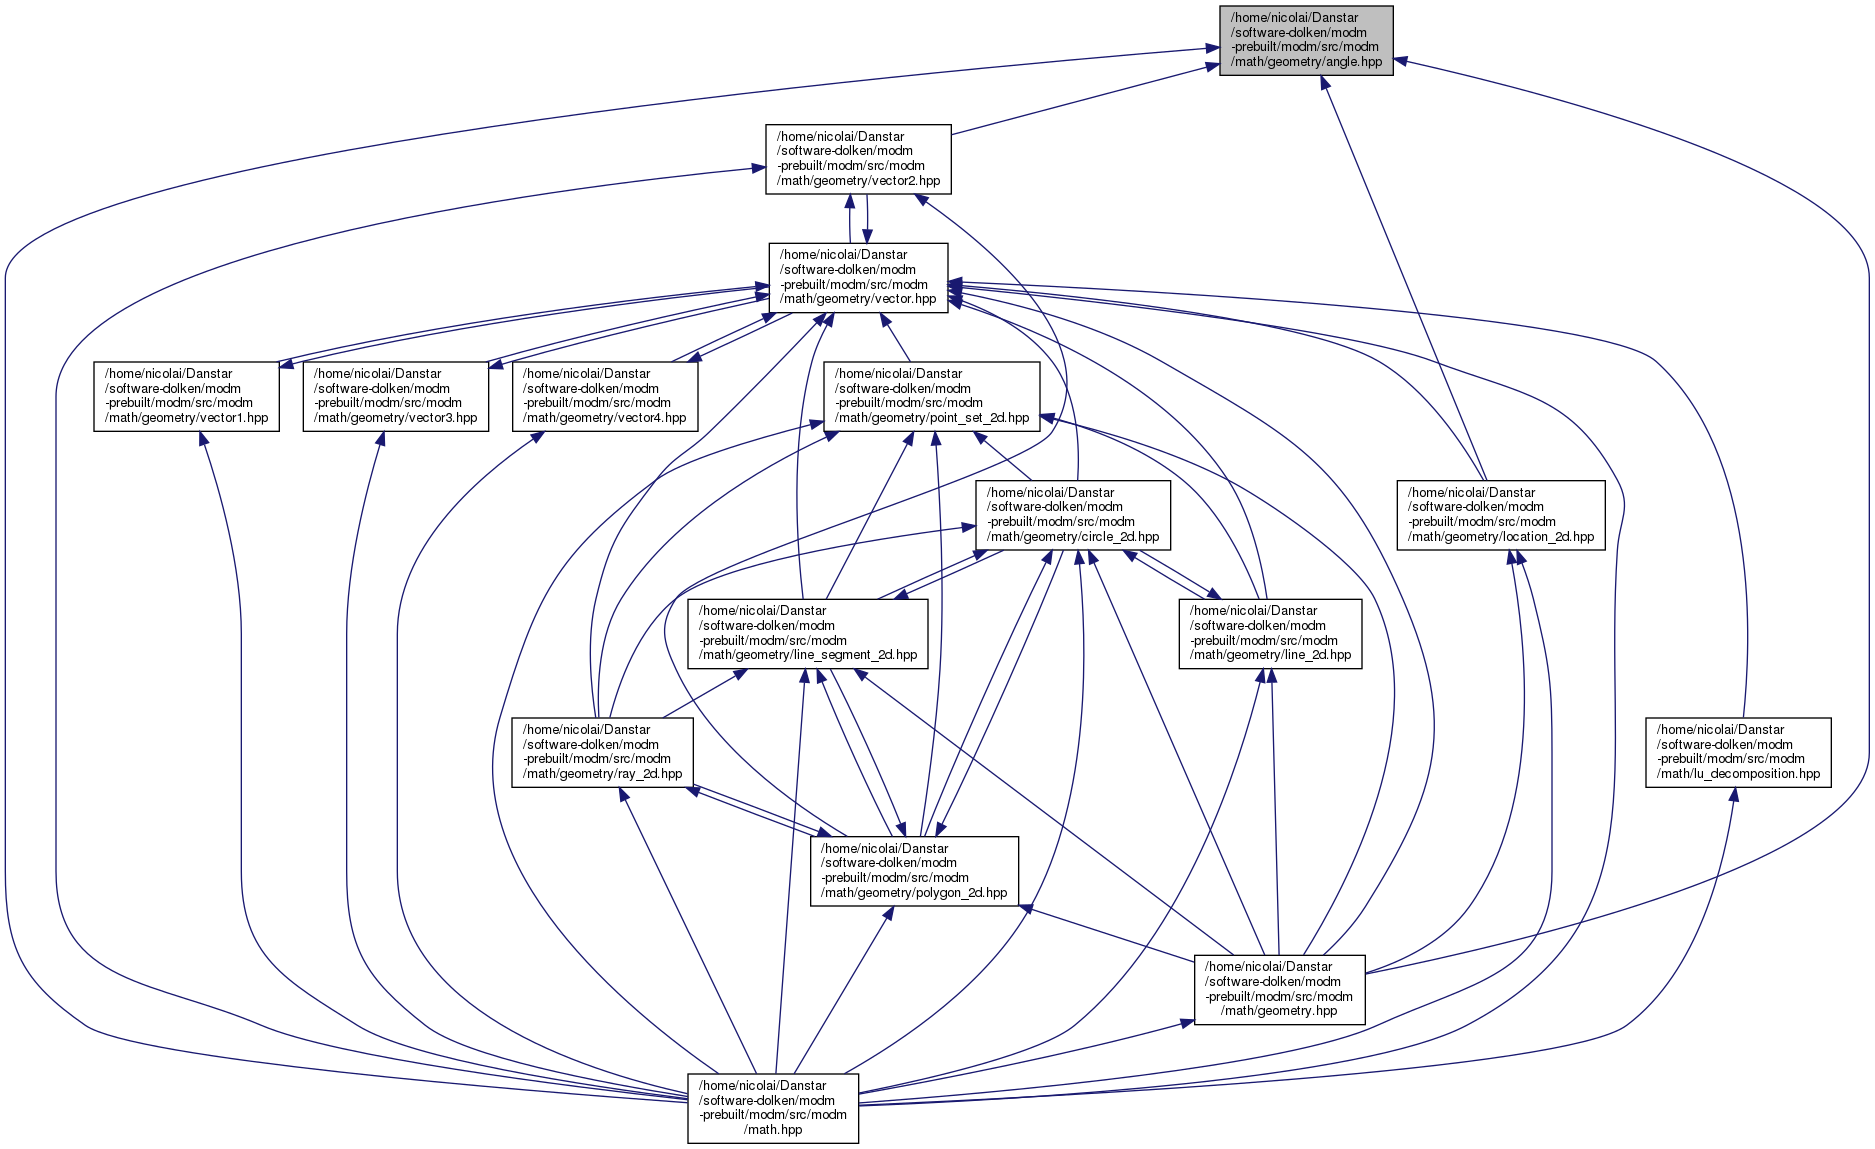 /home/nicolai/Danstar
/software-dolken/modm
-prebuilt/modm/src/modm
/math/geometry/angle.hpp
/home/nicolai/Danstar
/software-dolken/modm
-prebuilt/modm/src/modm
/math/geometry/vector2.hpp
/home/nicolai/Danstar
/software-dolken/modm
-prebuilt/modm/src/modm
/math/geometry/vector.hpp
/home/nicolai/Danstar
/software-dolken/modm
-prebuilt/modm/src/modm
/math/geometry/vector1.hpp
/home/nicolai/Danstar
/software-dolken/modm
-prebuilt/modm/src/modm
/math/geometry/vector3.hpp
/home/nicolai/Danstar
/software-dolken/modm
-prebuilt/modm/src/modm
/math/geometry/vector4.hpp
/home/nicolai/Danstar
/software-dolken/modm
-prebuilt/modm/src/modm
/math/geometry/point_set_2d.hpp
/home/nicolai/Danstar
/software-dolken/modm
-prebuilt/modm/src/modm
/math/geometry/circle_2d.hpp
/home/nicolai/Danstar
/software-dolken/modm
-prebuilt/modm/src/modm
/math/geometry/location_2d.hpp
/home/nicolai/Danstar
/software-dolken/modm
-prebuilt/modm/src/modm
/math/geometry/line_segment_2d.hpp
/home/nicolai/Danstar
/software-dolken/modm
-prebuilt/modm/src/modm
/math/geometry/line_2d.hpp
/home/nicolai/Danstar
/software-dolken/modm
-prebuilt/modm/src/modm
/math/geometry/ray_2d.hpp
/home/nicolai/Danstar
/software-dolken/modm
-prebuilt/modm/src/modm
/math/lu_decomposition.hpp
/home/nicolai/Danstar
/software-dolken/modm
-prebuilt/modm/src/modm
/math/geometry/polygon_2d.hpp
/home/nicolai/Danstar
/software-dolken/modm
-prebuilt/modm/src/modm
/math/geometry.hpp
/home/nicolai/Danstar
/software-dolken/modm
-prebuilt/modm/src/modm
/math.hpp